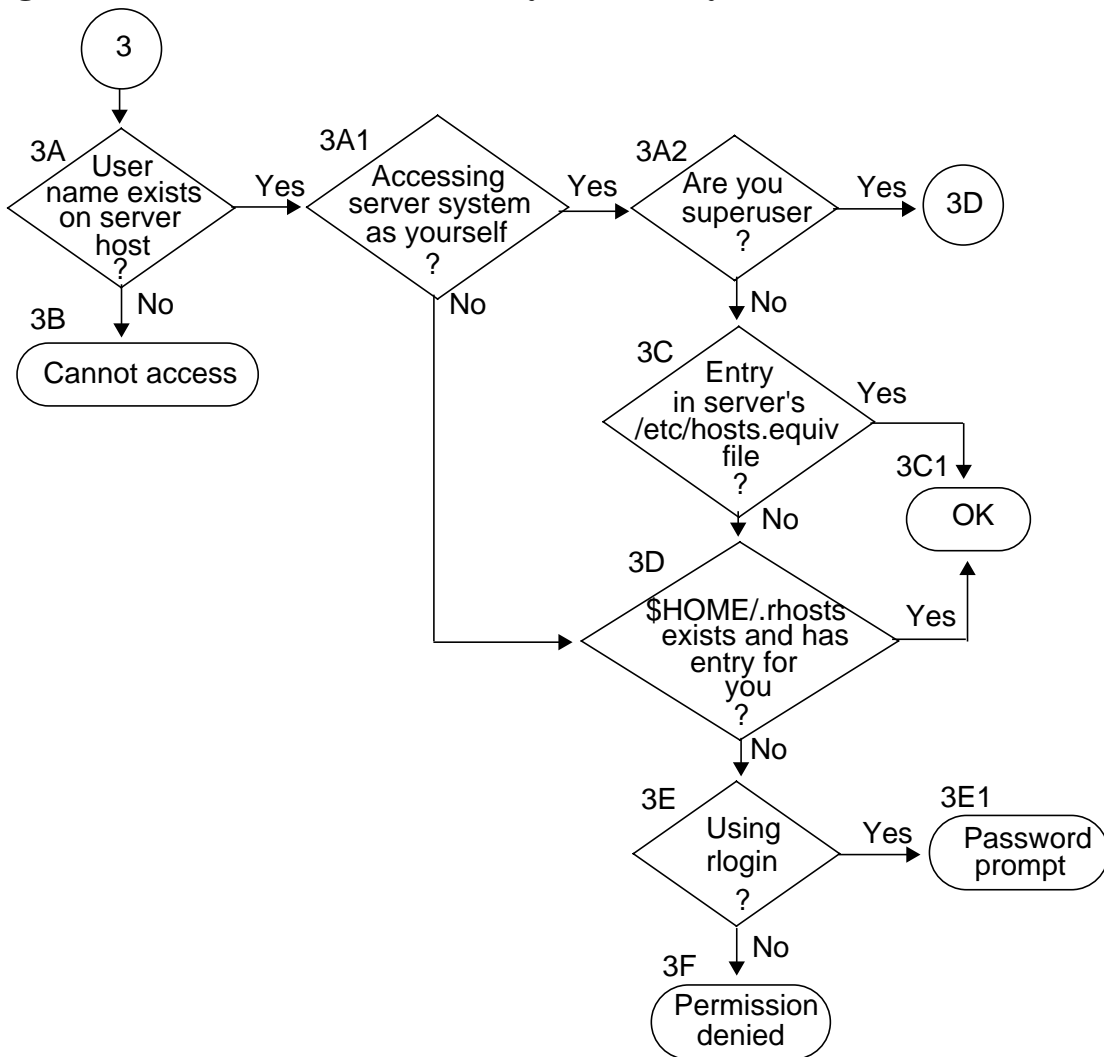 3
3A
User
name exists
on server
host
?
Yes
No
3B
Cannot access
3A1
Accessing
server system
as yourself
?
Yes
No
3A2
Are you
superuser
?
Yes
3D
No
3C
Entry
in server's
/etc/hosts.equiv
file
?
Yes
3C1
OK
No
3D
$HOME/.rhosts
exists and has
entry for
you
?
Yes
No
3E
Using
rlogin
?
Yes
3E1
Password
prompt
No
3F
Permission
denied